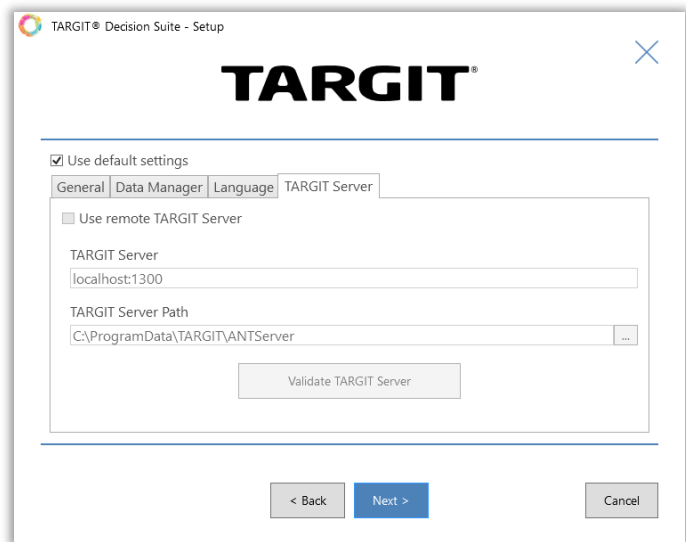 TARGIT® Decision Suite - Setup
TARGIT®
Use default settings
General Data Manager Language TARGIT Server
Use remote TARGIT Server
TARGIT Server
localhost:1300
TARGIT Server Path
C:\ProgramData\TARGIT\ANTServer
...
Validate TARGIT Server
< Back Next > Cancel